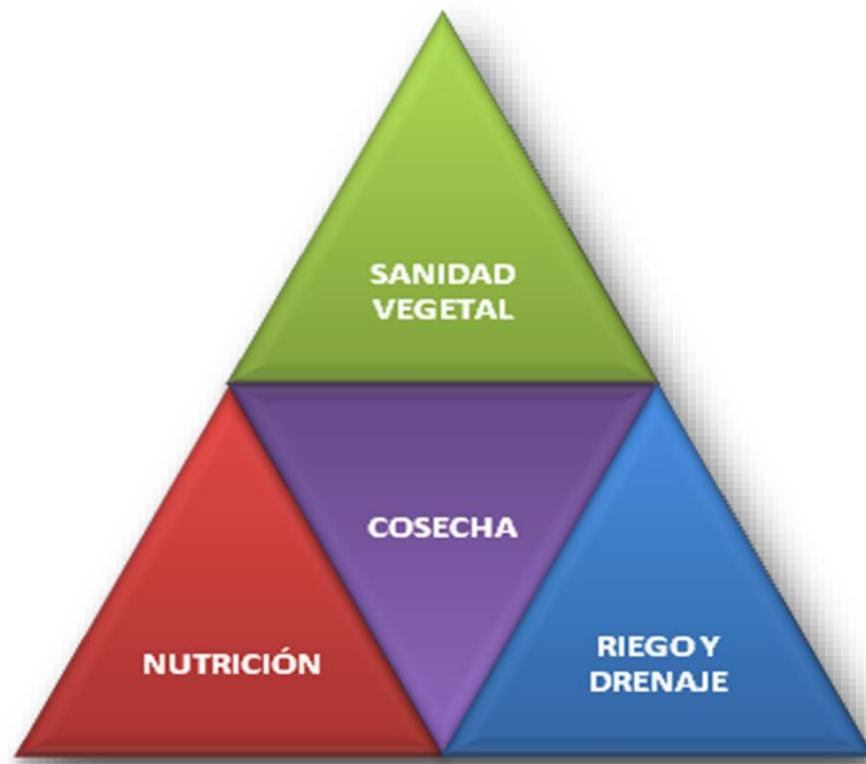 SANIDAD
VEGETAL
COSECHA
NUTRICIÓN
RIEGO Y
DRENAJE